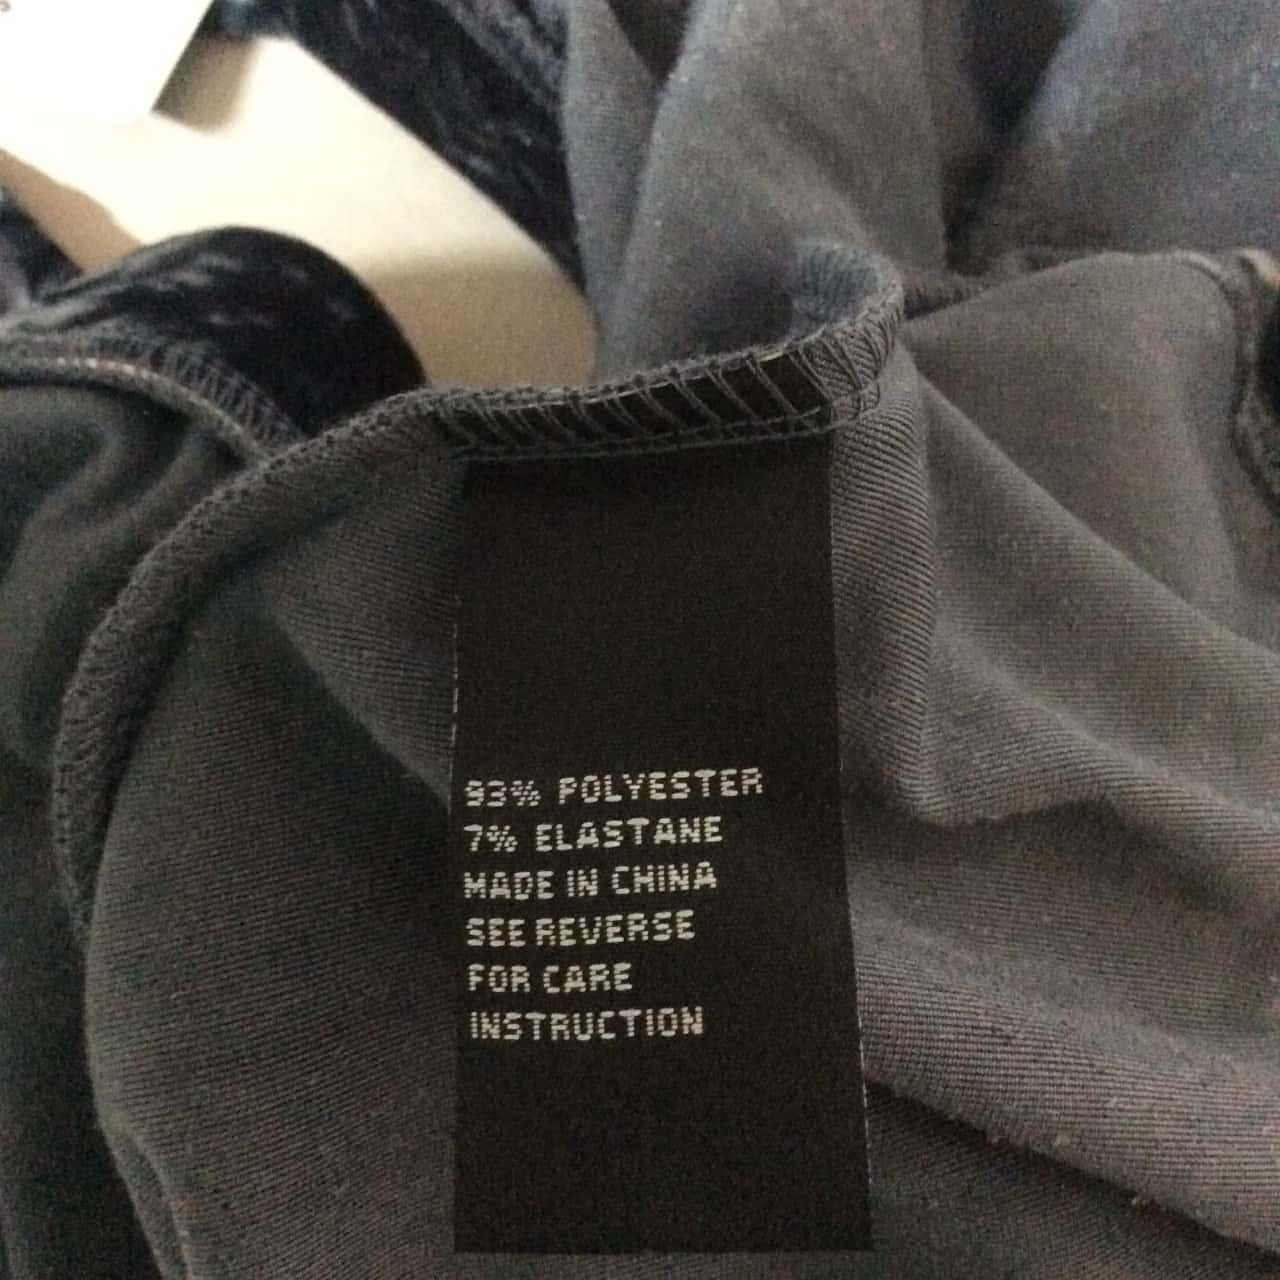 93% POLYESTER
7% ELASTANE
MADE IN CHINA
SEE REVERSE
FOR CARE
INSTRUCTION